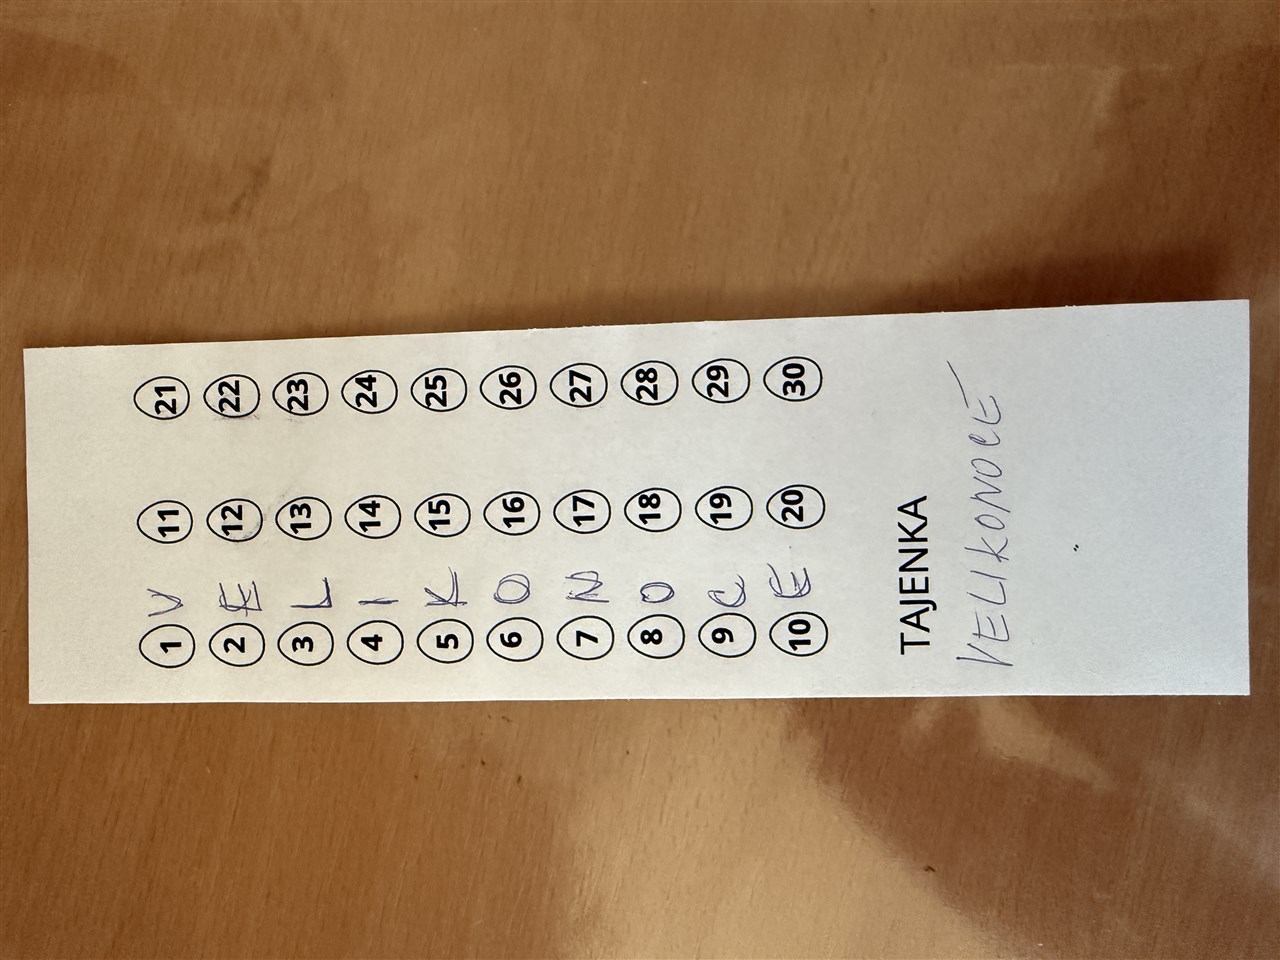 1 V 11 21
2 E 12 22
3 L 13 23
4 I 14 24
5 K 15 25
6 O 16 26
7 N 17 27
8 O 18 28
9 C 19 29
10 E 20 30
TAJENKA
VELIKONOCE